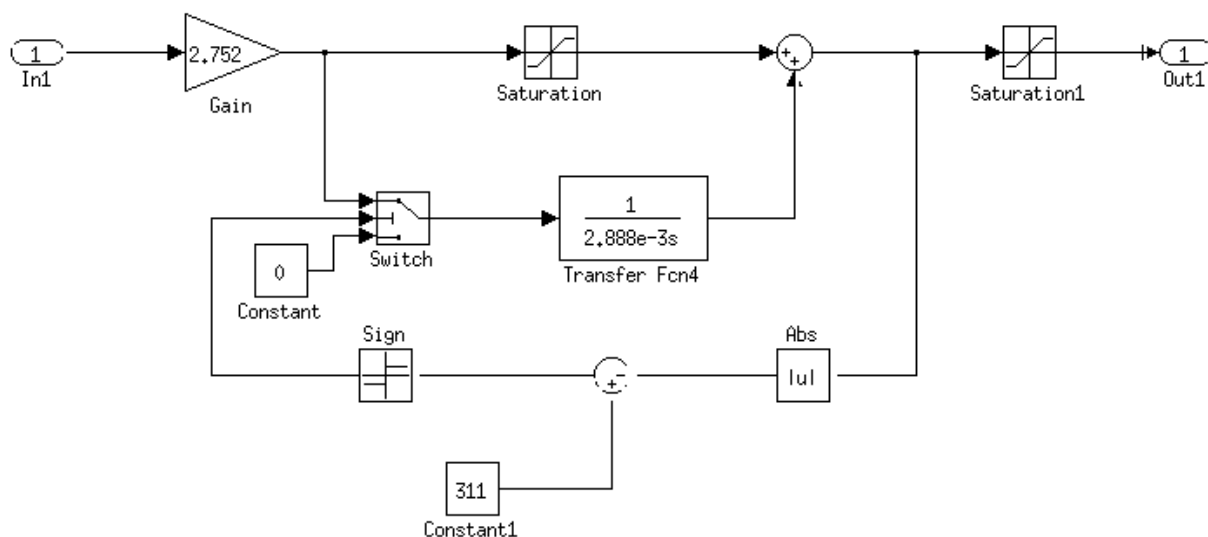 1
In1
2.752
Gain
Saturation
+
+
Saturation1
1
Out1
Switch
0
Constant
1
2.888e-3s
Transfer Fcn4
Sign
-
+
Abs
|u|
311
Constant1